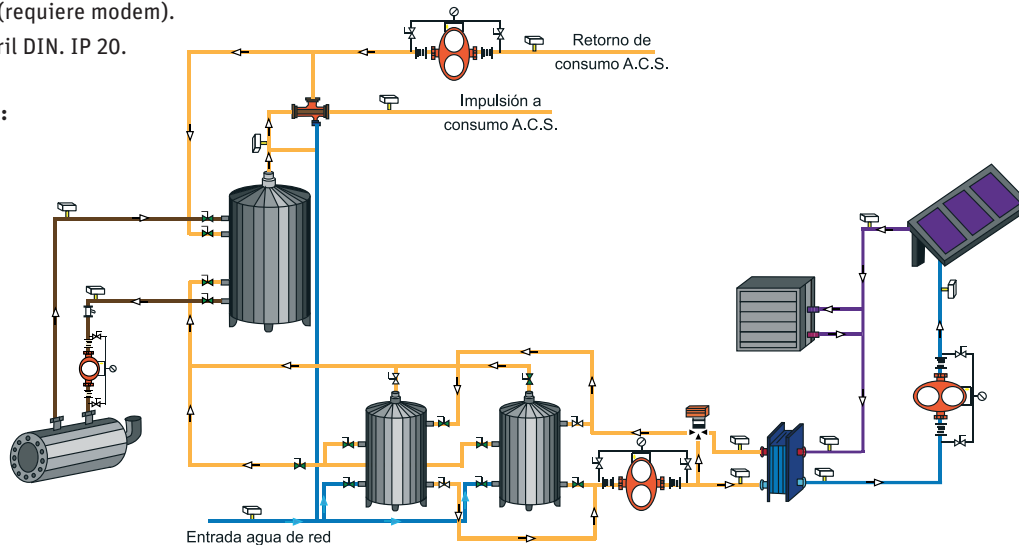 (requiere modem).
ril DIN. IP 20.
:
Retorno de
consumo A.C.S.
Impulsión a
consumo A.C.S.
Entrada agua de red